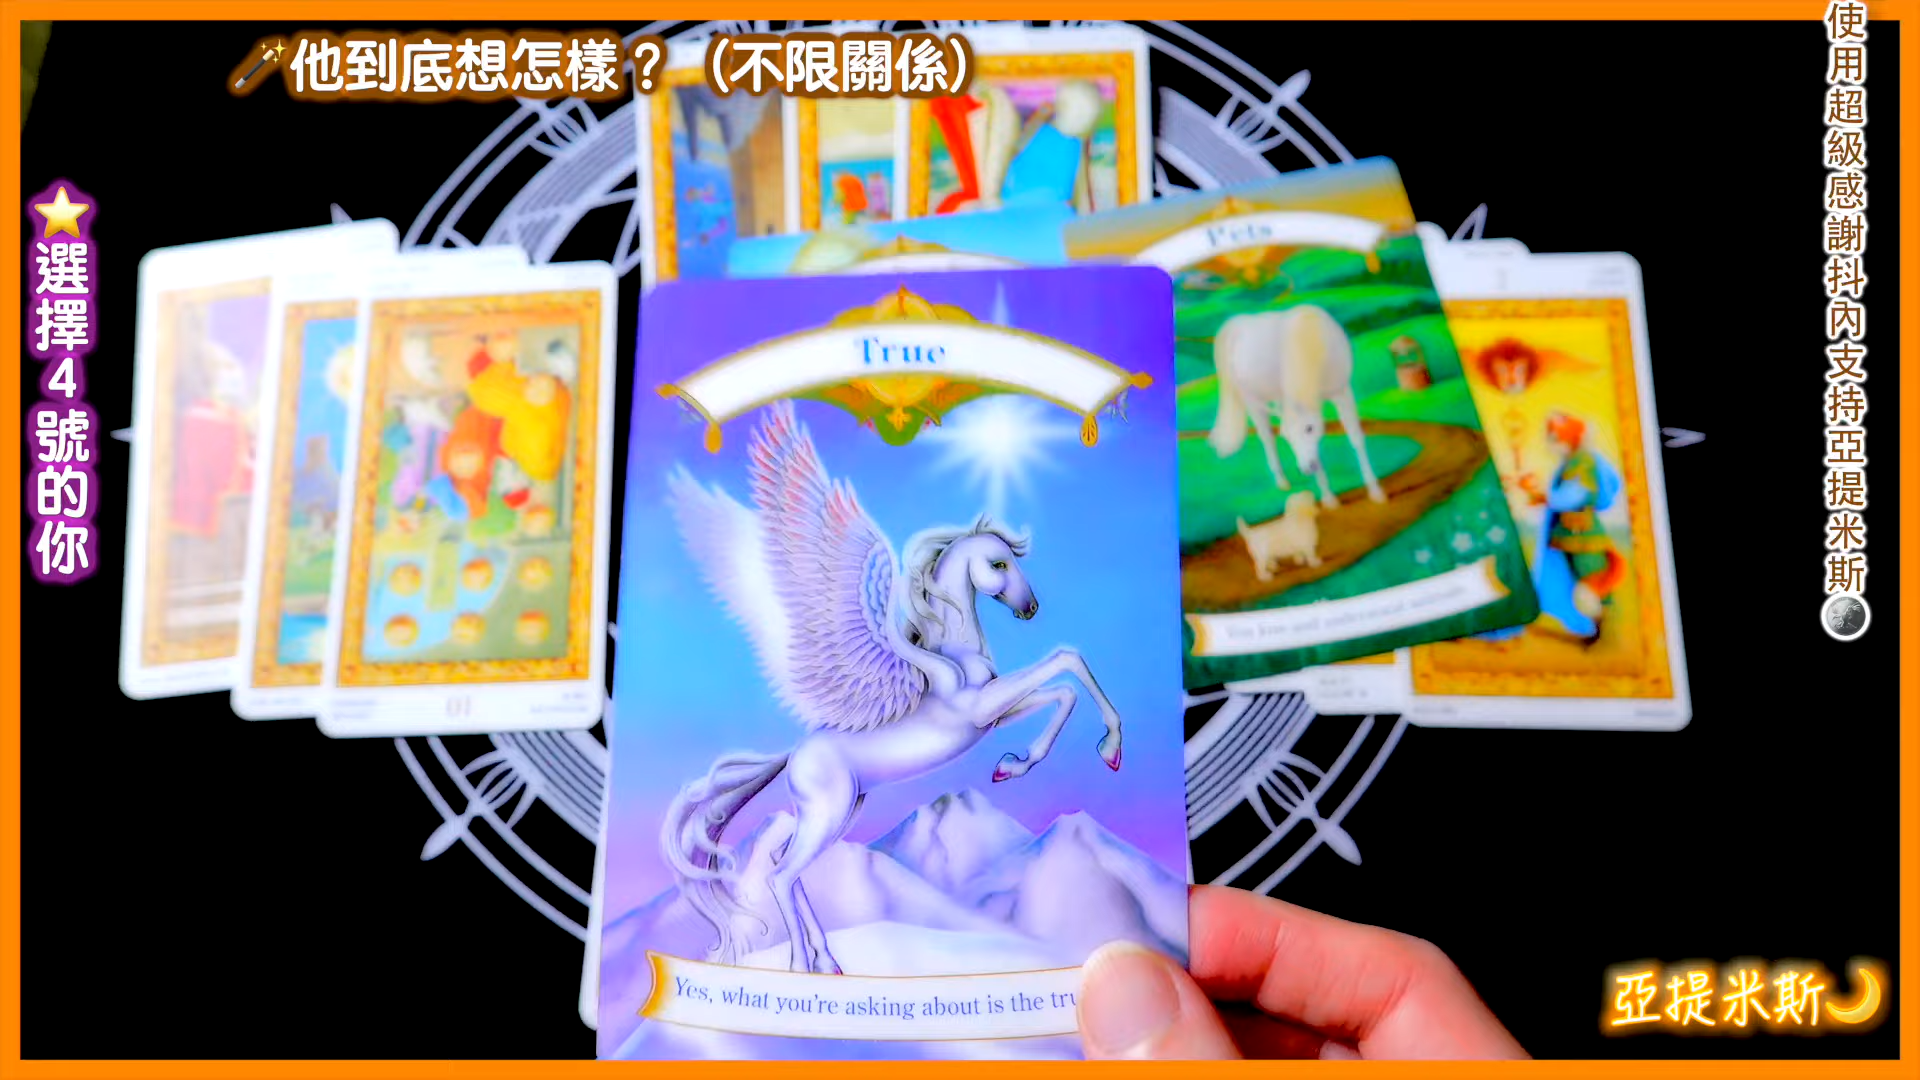 🪄他到底想怎樣？（不限關係）
⭐選擇4號的你
使用超級感謝抖內支持亞提米斯
Pets
True
Yes, what you're asking about is the
亞提米斯🌙